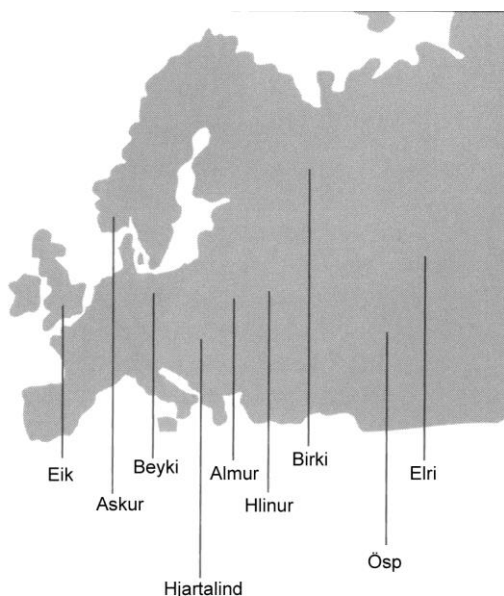 Eik
Askur
Beyki
Hjartalind
Almur
Hlinur
Birki
Ösp
Elri